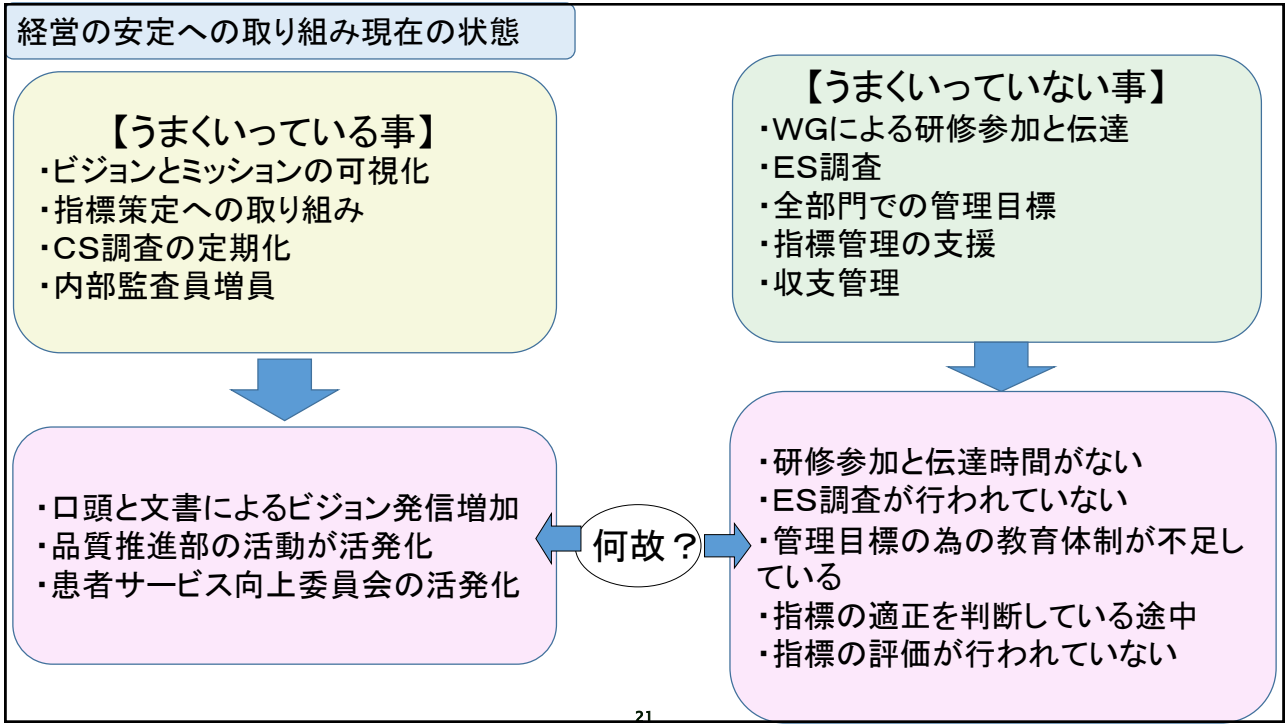 経営の安定への取り組み現在の状態
【うまくいっている事】
・ビジョンとミッションの可視化
・指標策定への取り組み
・CS調査の定期化
・内部監査員増員
【うまくいっていない事】
・WGによる研修参加と伝達
・ES調査
・全部門での管理目標
・指標管理の支援
・収支管理
・口頭と文書によるビジョン発信増加
・品質推進部の活動が活発化
・患者サービス向上委員会の活発化
何故？
・研修参加と伝達時間がない
・ES調査が行われていない
・管理目標の為の教育体制が不足し
ている
・指標の適正を判断している途中
・指標の評価が行われていない
21